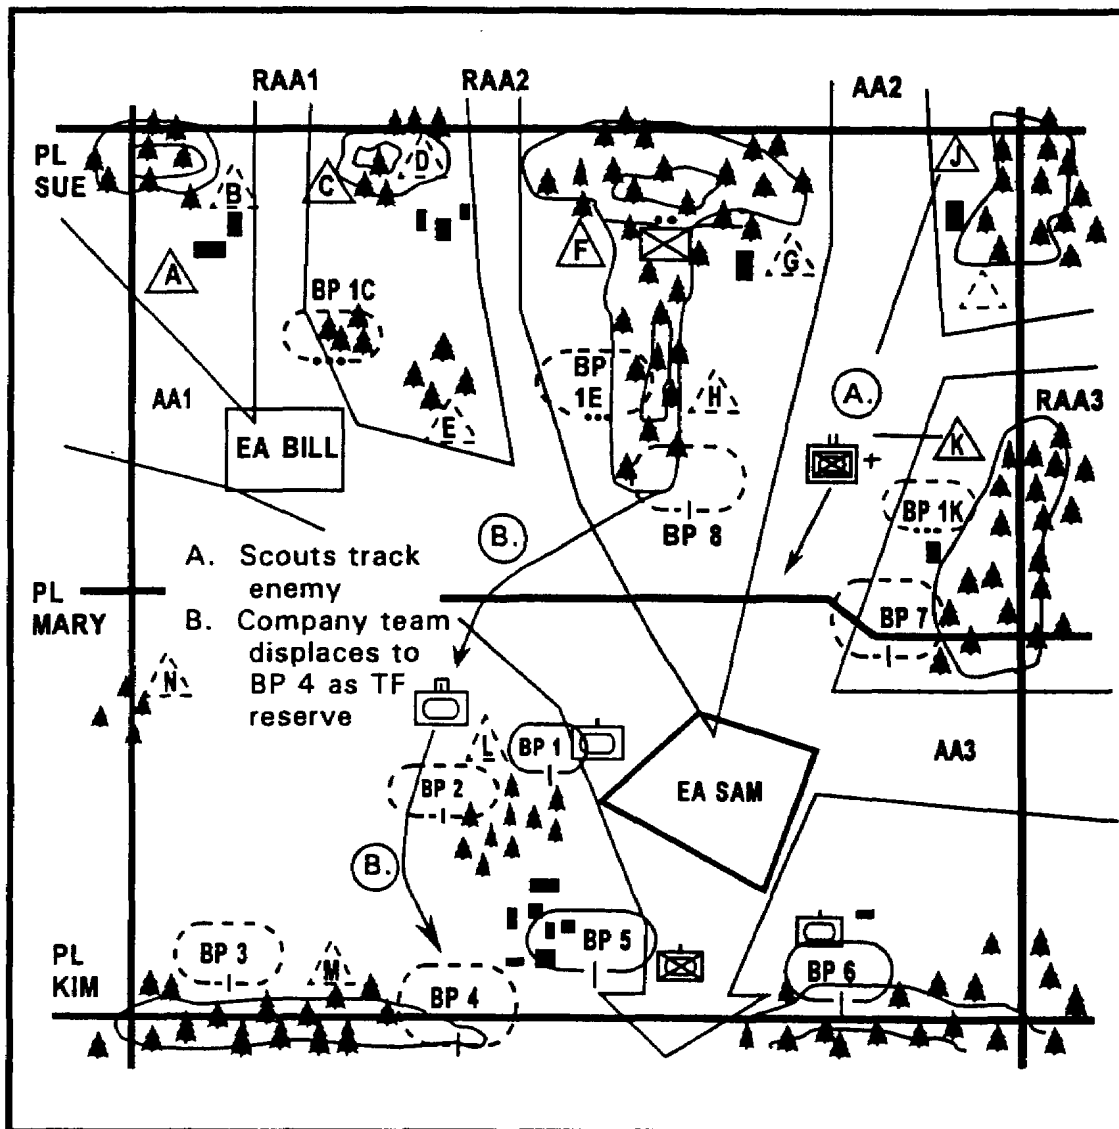 RAA1
RAA2
AA2
PL
SUE
B
C
D
J
A
F
G
BP 1C
AA1
BP
1E
H
A.
RAA3
E
EA BILL
K
+
BP 1K
B.
BP 8
A. Scouts track
enemy
B. Company team
displaces to
BP 4 as TF
reserve
PL
MARY
BP 7
N
L
BP 1
AA3
BP 2
EA SAM
B.
BP 3
M
BP 5
PL
KIM
BP 4
BP 6